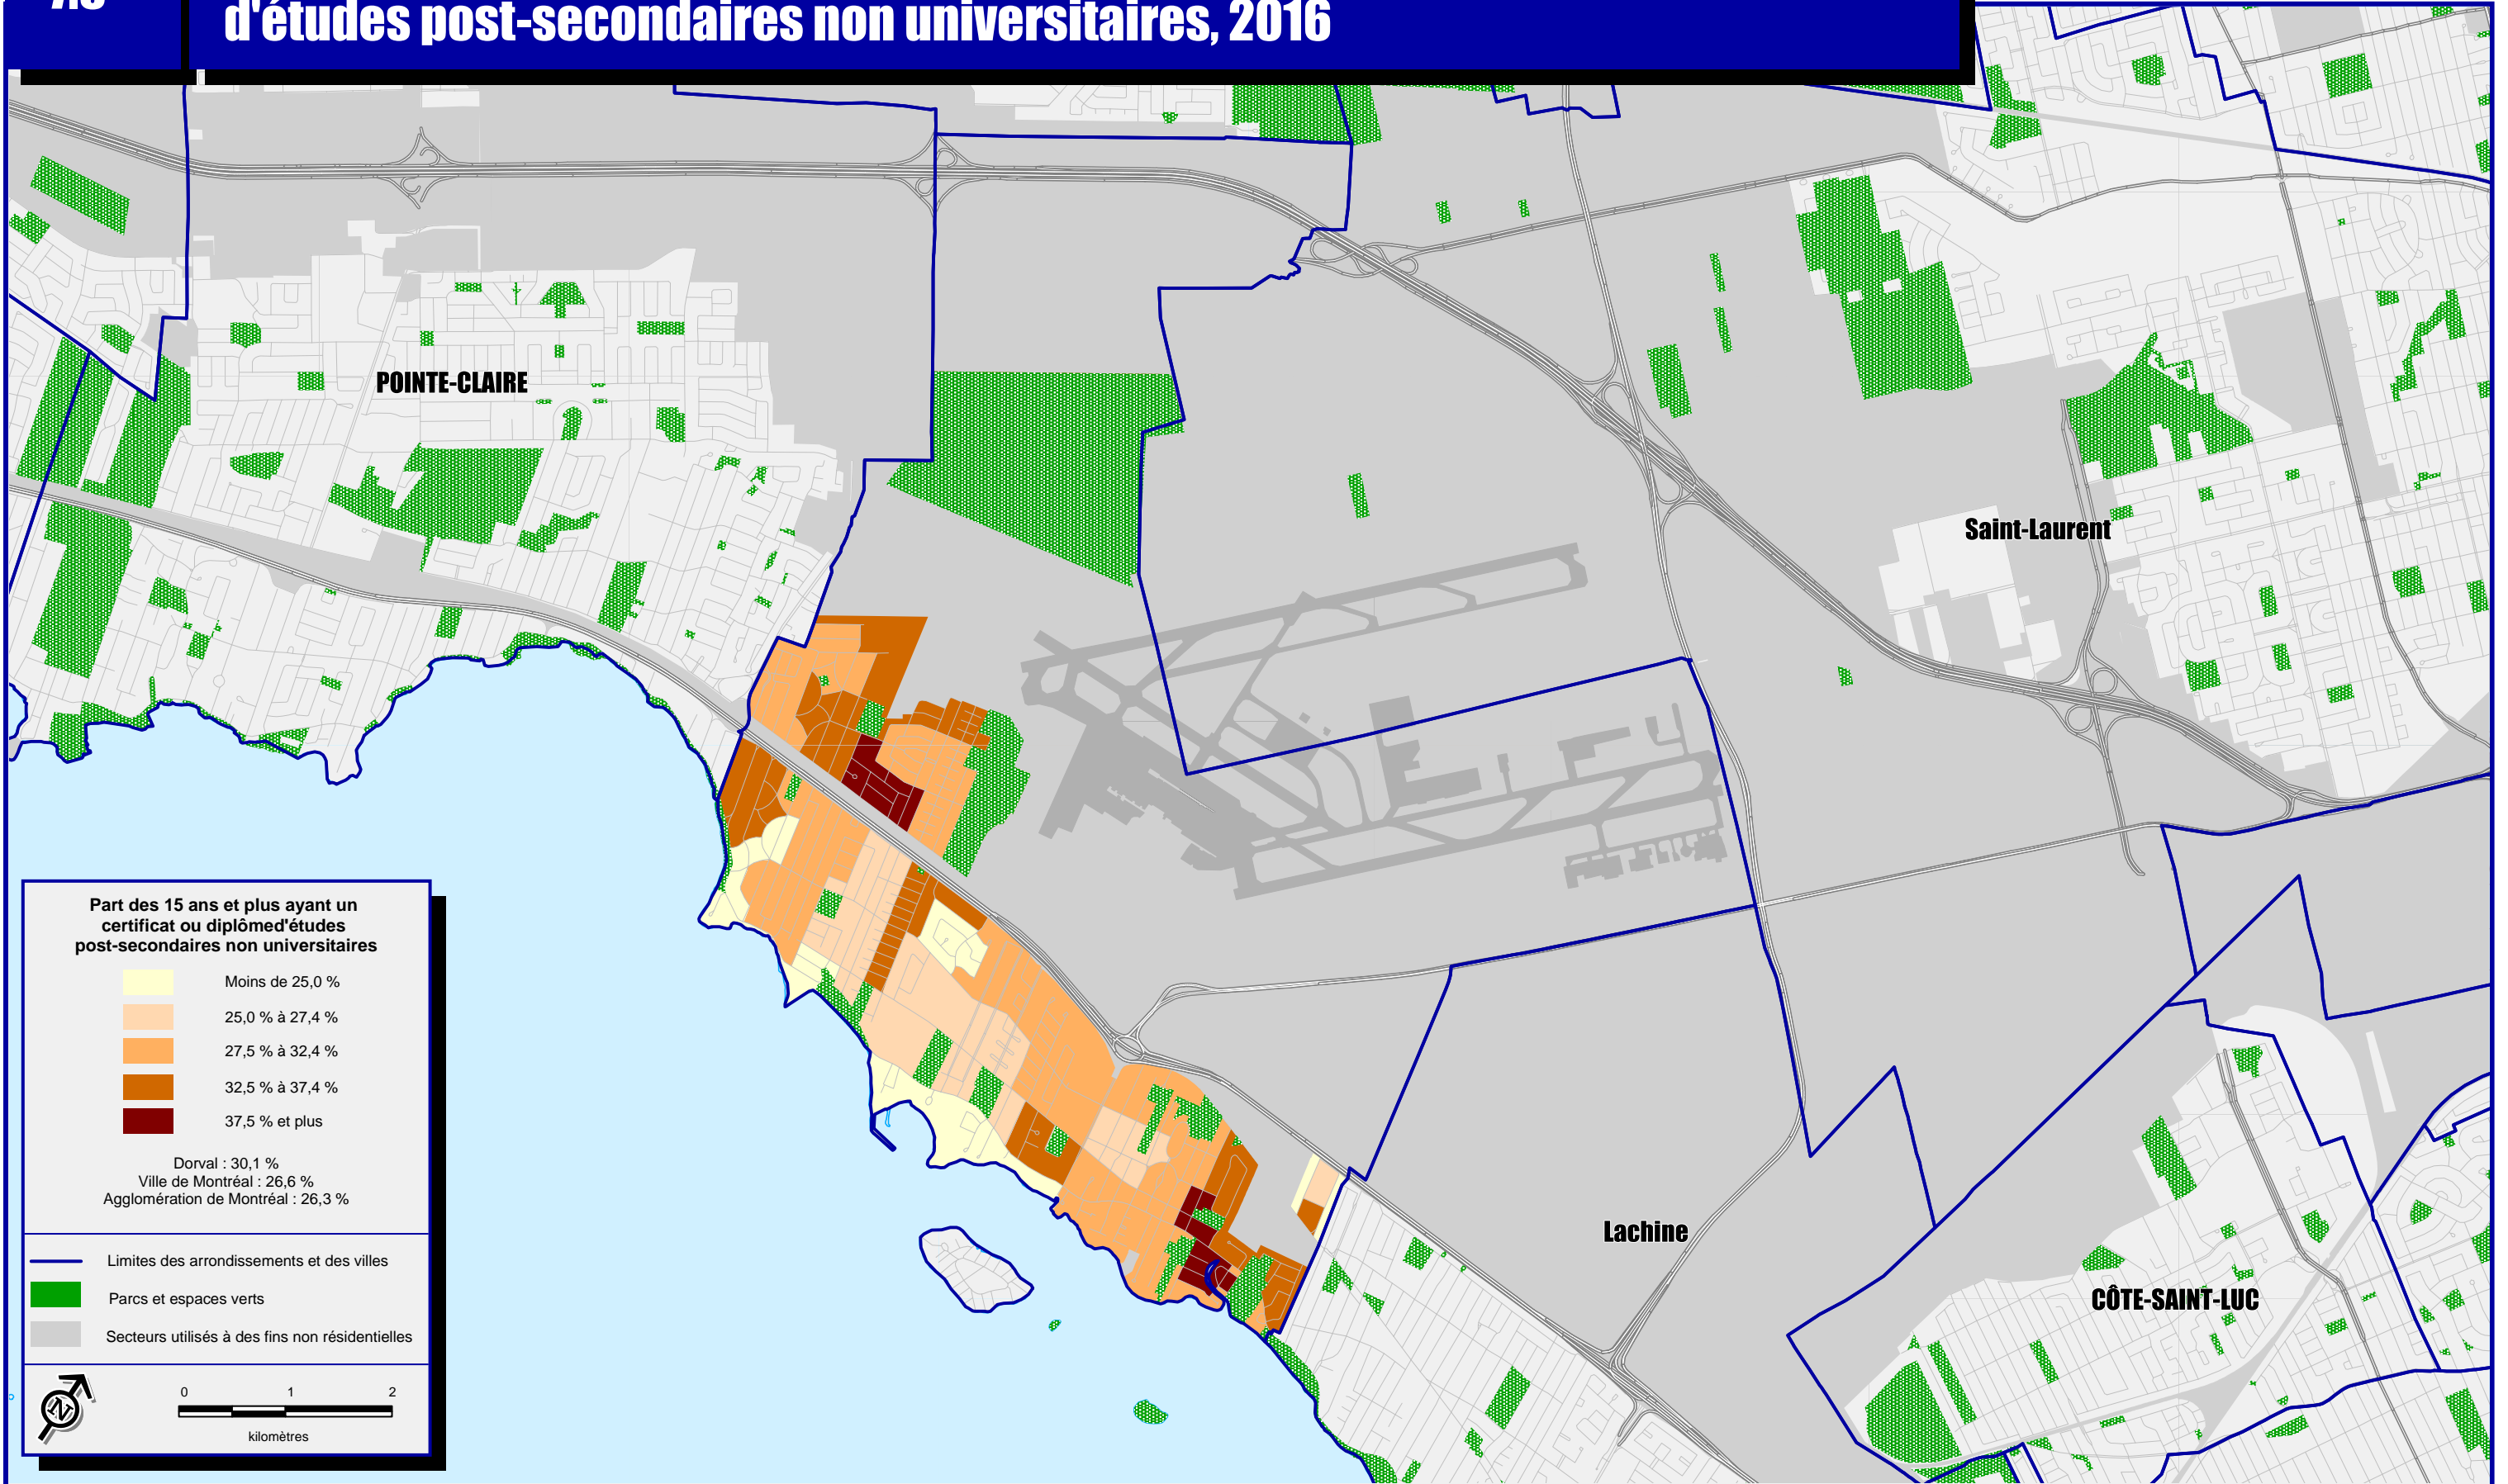 d'études post-secondaires non universitaires, 2016
POINTE-CLAIRE
Saint-Laurent
Lachine
CÔTE-SAINT-LUC
Part des 15 ans et plus ayant un
certificat ou diplômed'études
post-secondaires non universitaires
Moins de 25,0 %
25,0 % à 27,4 %
27,5 % à 32,4 %
32,5 % à 37,4 %
37,5 % et plus
Dorval : 30,1 %
Ville de Montréal : 26,6 %
Agglomération de Montréal : 26,3 %
Limites des arrondissements et des villes
Parcs et espaces verts
Secteurs utilisés à des fins non résidentielles
N
0 1 2
kilomètres